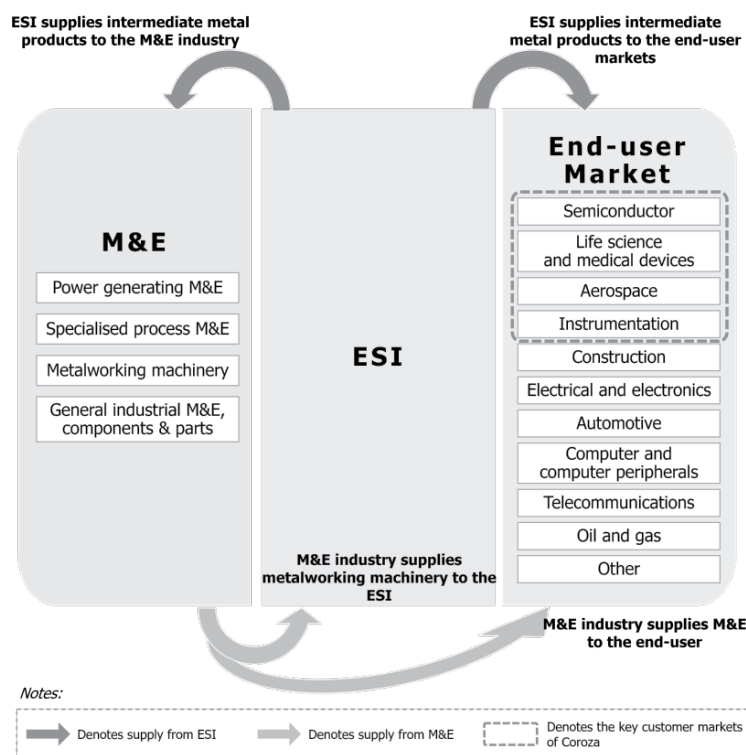 ESI supplies intermediate metal
products to the M&E industry
ESI supplies intermediate
metal products to the end-user
markets
M&E
Power generating M&E
Specialised process M&E
Metalworking machinery
General industrial M&E,
components & parts
ESI
M&E industry supplies
metalworking machinery to the
ESI
End-user
Market
Semiconductor
Life science
and medical devices
Aerospace
Instrumentation
Construction
Electrical and electronics
Automotive
Computer and
computer peripherals
Telecommunications
Oil and gas
Other
M&E industry supplies M&E
to the end-user
Notes:
Denotes supply from ESI
Denotes supply from M&E
Denotes the key customer markets
of Coroza